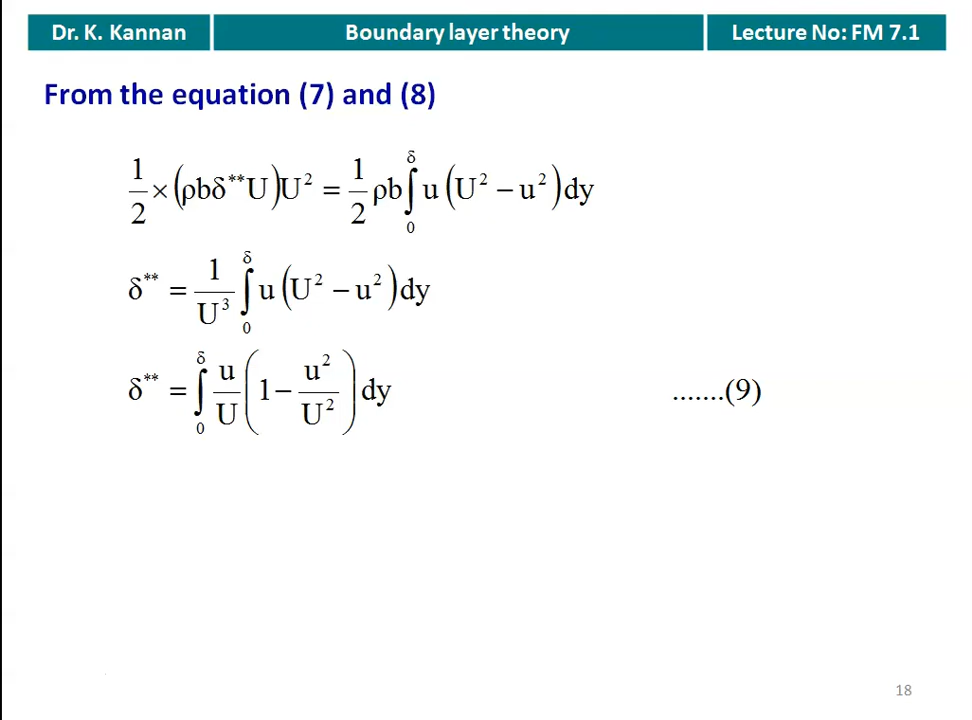 Dr. K. Kannan
Boundary layer theory
Lecture No: FM 7.1
From the equation (7) and (8)
1/2 × (ρbδ**U)U² = 1/2 ρb ∫₀^δ u (U² − u²) dy
δ** = 1/U³ ∫₀^δ u (U² − u²) dy
δ** = ∫₀^δ u/U (1 − u²/U²) dy .......(9)
18